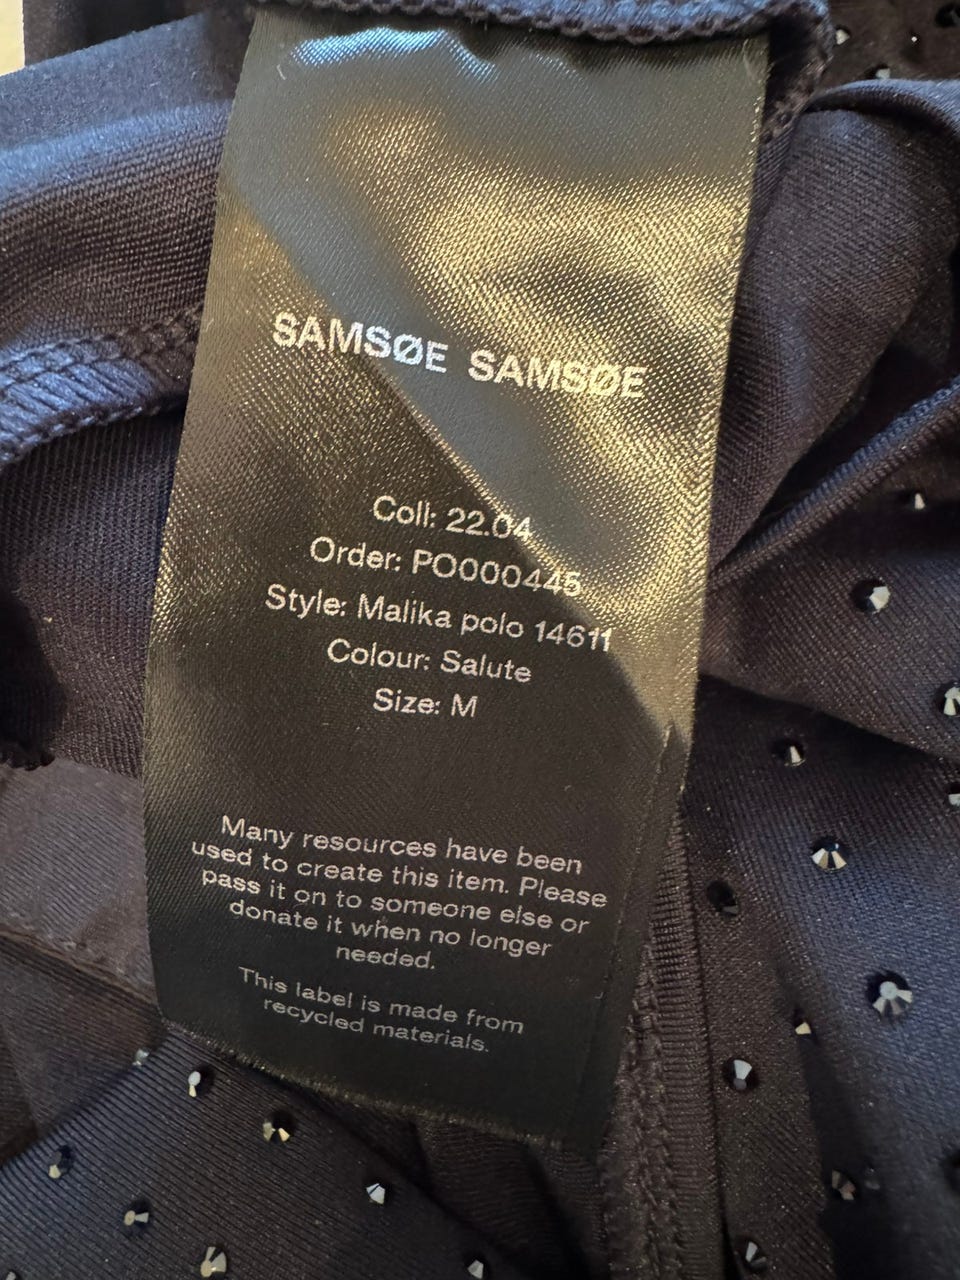 SAMSØE SAMSØE
Coll: 22.04
Order: PO000445
Style: Malika polo 14611
Colour: Salute
Size: M
Many resources have been
used to create this item. Please
pass it on to someone else or
donate it when no longer
needed.
This label is made from
recycled materials.